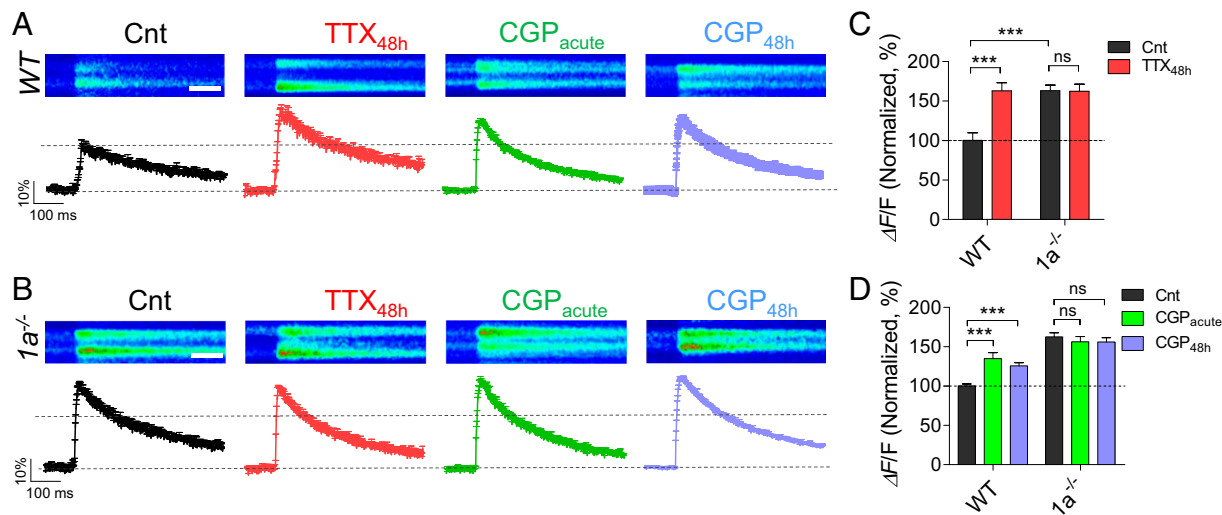 A
Cnt TTX48h CGPacute CGP48h
WT
10%
100 ms
B
Cnt TTX48h CGPacute CGP48h
1a-/-
10%
100 ms
C
ΔF/F (Normalized, %)
200
150
100
50
0
*** *** ns
Cnt
TTX48h
WT 1a-/-
D
ΔF/F (Normalized, %)
200
150
100
50
0
*** *** ns ns
Cnt
CGPacute
CGP48h
WT 1a-/-